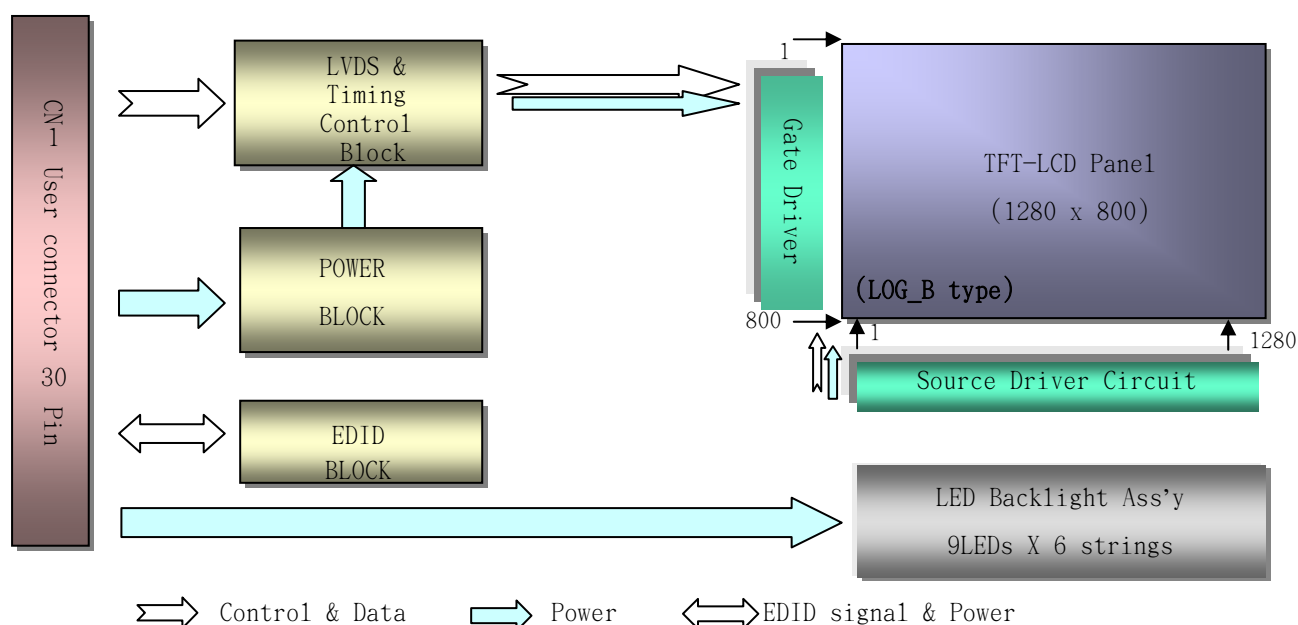 CN-1 User connector 30 Pin
LVDS &
Timing
Control
Block
POWER
BLOCK
EDID
BLOCK
Gate Driver
1
800
TFT-LCD Panel
(1280 x 800)
(LOG_B type)
1
1280
Source Driver Circuit
LED Backlight Ass'y
9LEDs X 6 strings
Control & Data
Power
EDID signal & Power